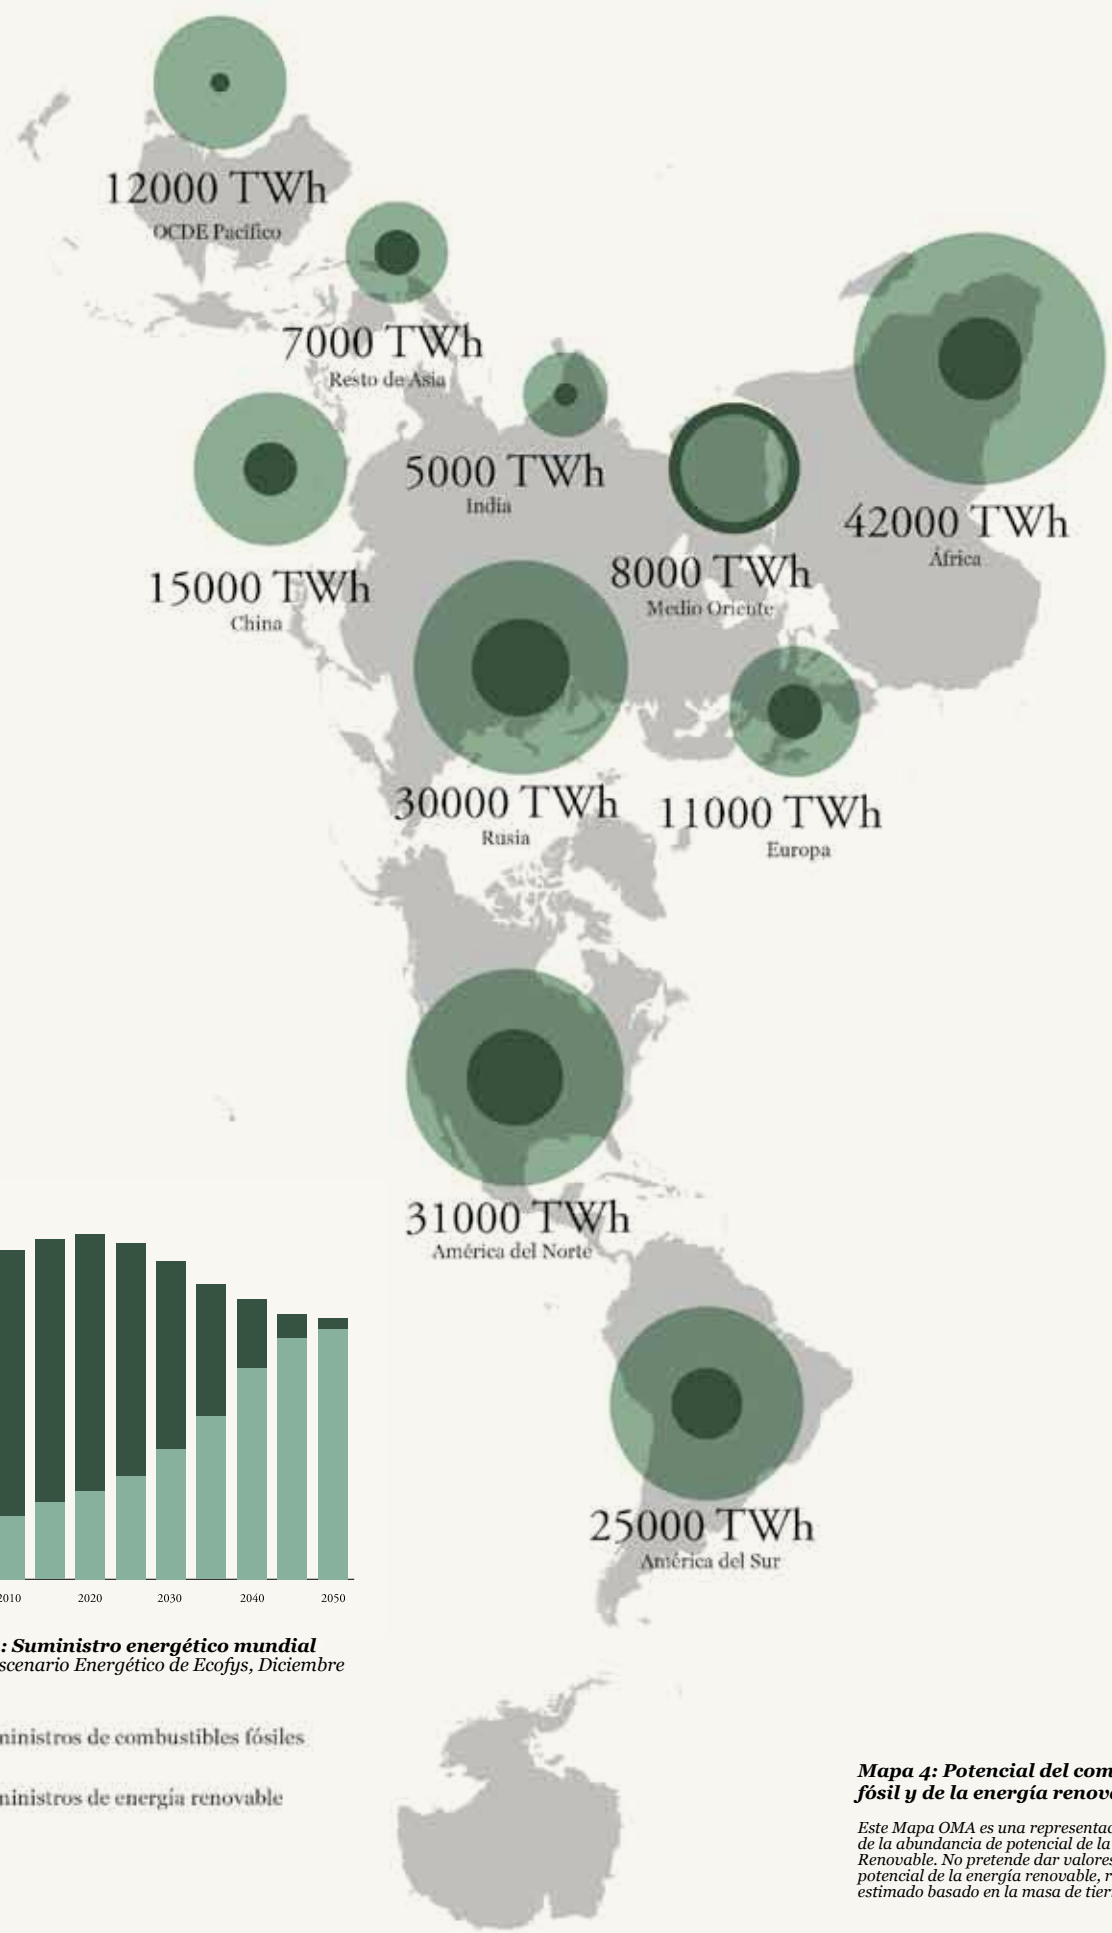 12000 TWh
OCDE Pacífico
7000 TWh
Resto de Asia
5000 TWh
India
42000 TWh
África
15000 TWh
China
8000 TWh
Medio Oriente
30000 TWh
Rusia
11000 TWh
Europa
31000 TWh
América del Norte
25000 TWh
América del Sur
2010 2020 2030 2040 2050
: Suministro energético mundial
scenario Energético de Ecofys, Diciembre
ministros de combustibles fósiles
ministros de energía renovable
Mapa 4: Potencial del com
fósil y de la energía renov
Este Mapa OMA es una representac
de la abundancia de potencial de la
Renovable. No pretende dar valores
potencial de la energía renovable, r
estimado basado en la masa de tier